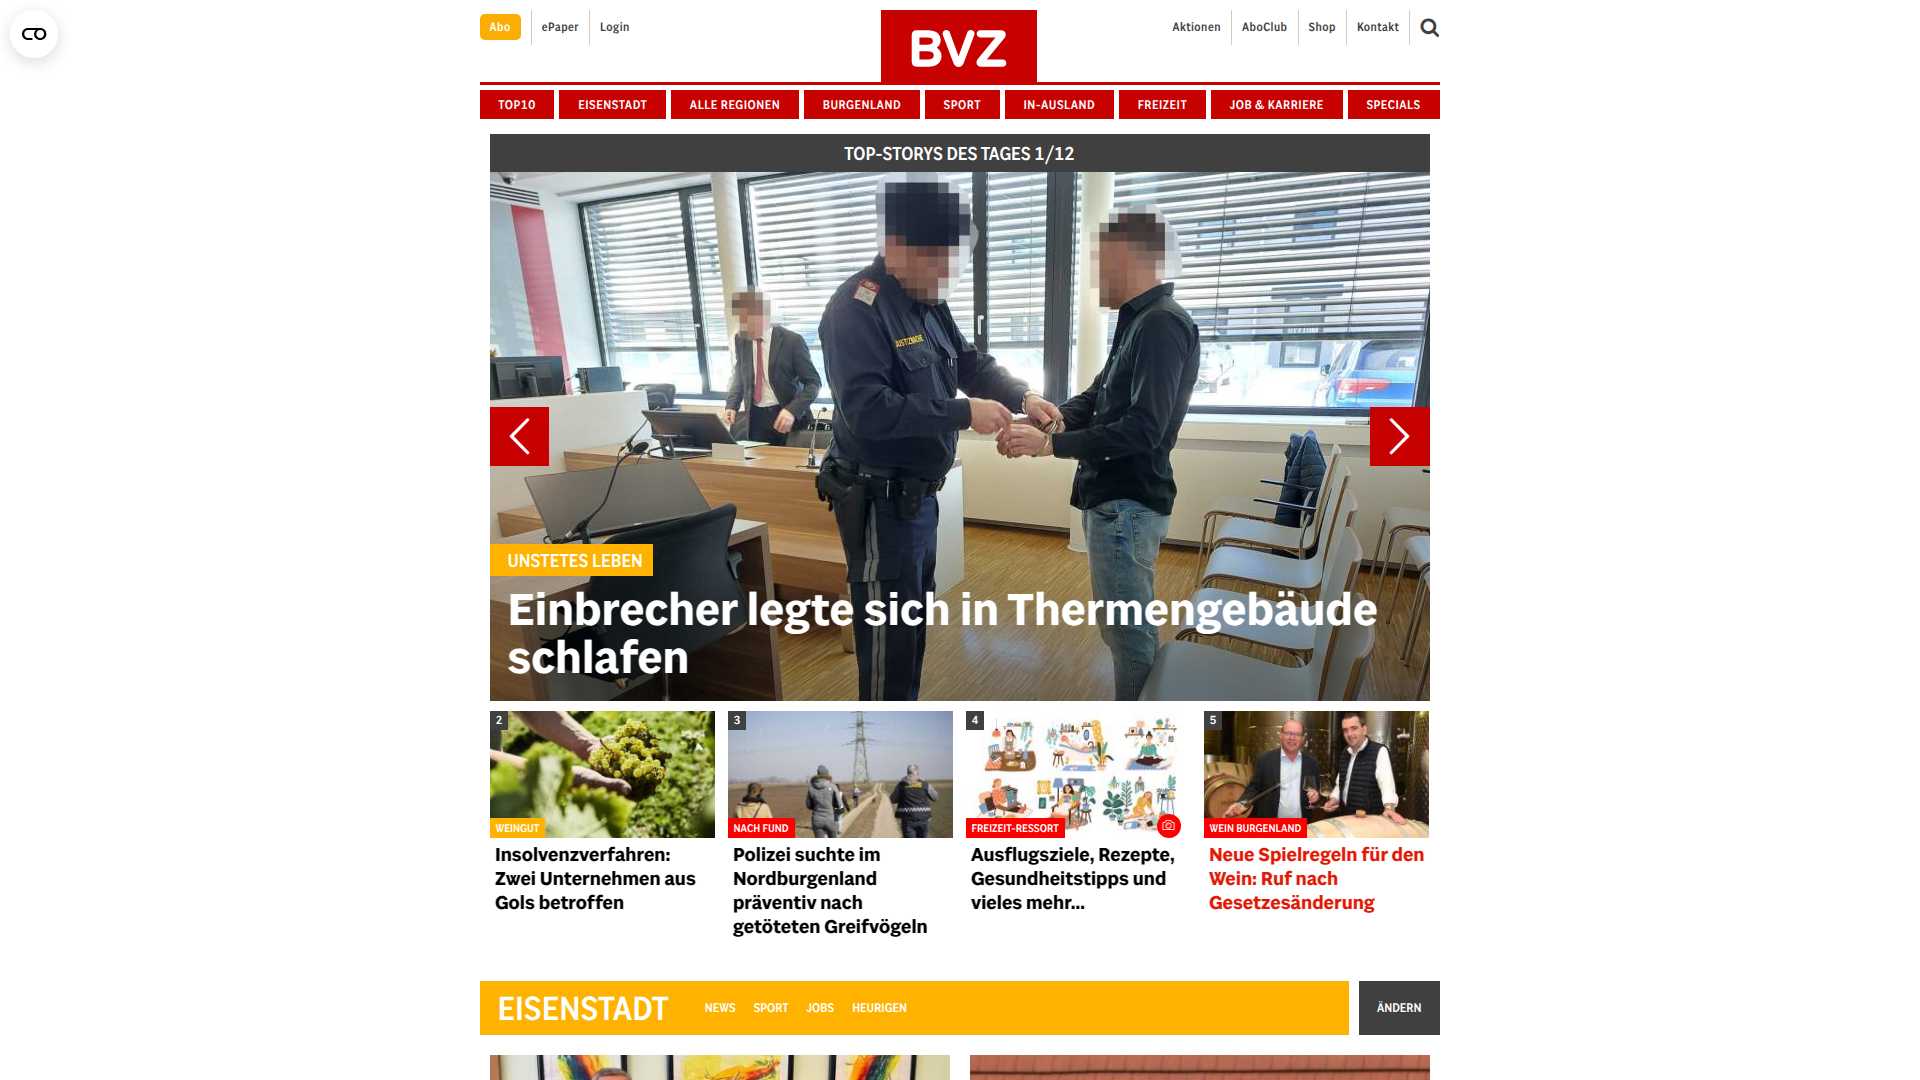 Abo
ePaper
Login
BVZ
Aktionen
AboClub
Shop
Kontakt
TOP10
EISENSTADT
ALLE REGIONEN
BURGENLAND
SPORT
IN-AUSLAND
FREIZEIT
JOB & KARRIERE
SPECIALS
TOP-STORYS DES TAGES 1/12
JUSTIZWACHE
UNSTETES LEBEN
Einbrecher legte sich in Thermengebäude
schlafen
2
WEINGUT
Insolvenzverfahren:
Zwei Unternehmen aus
Gols betroffen
3
NACH FUND
Polizei suchte im
Nordburgenland
präventiv nach
getöteten Greifvögeln
4
FREIZEIT-RESSORT
Ausflugsziele, Rezepte,
Gesundheitstipps und
vieles mehr...
5
WEIN BURGENLAND
Neue Spielregeln für den
Wein: Ruf nach
Gesetzesänderung
EISENSTADT
NEWS
SPORT
JOBS
HEURIGEN
ÄNDERN